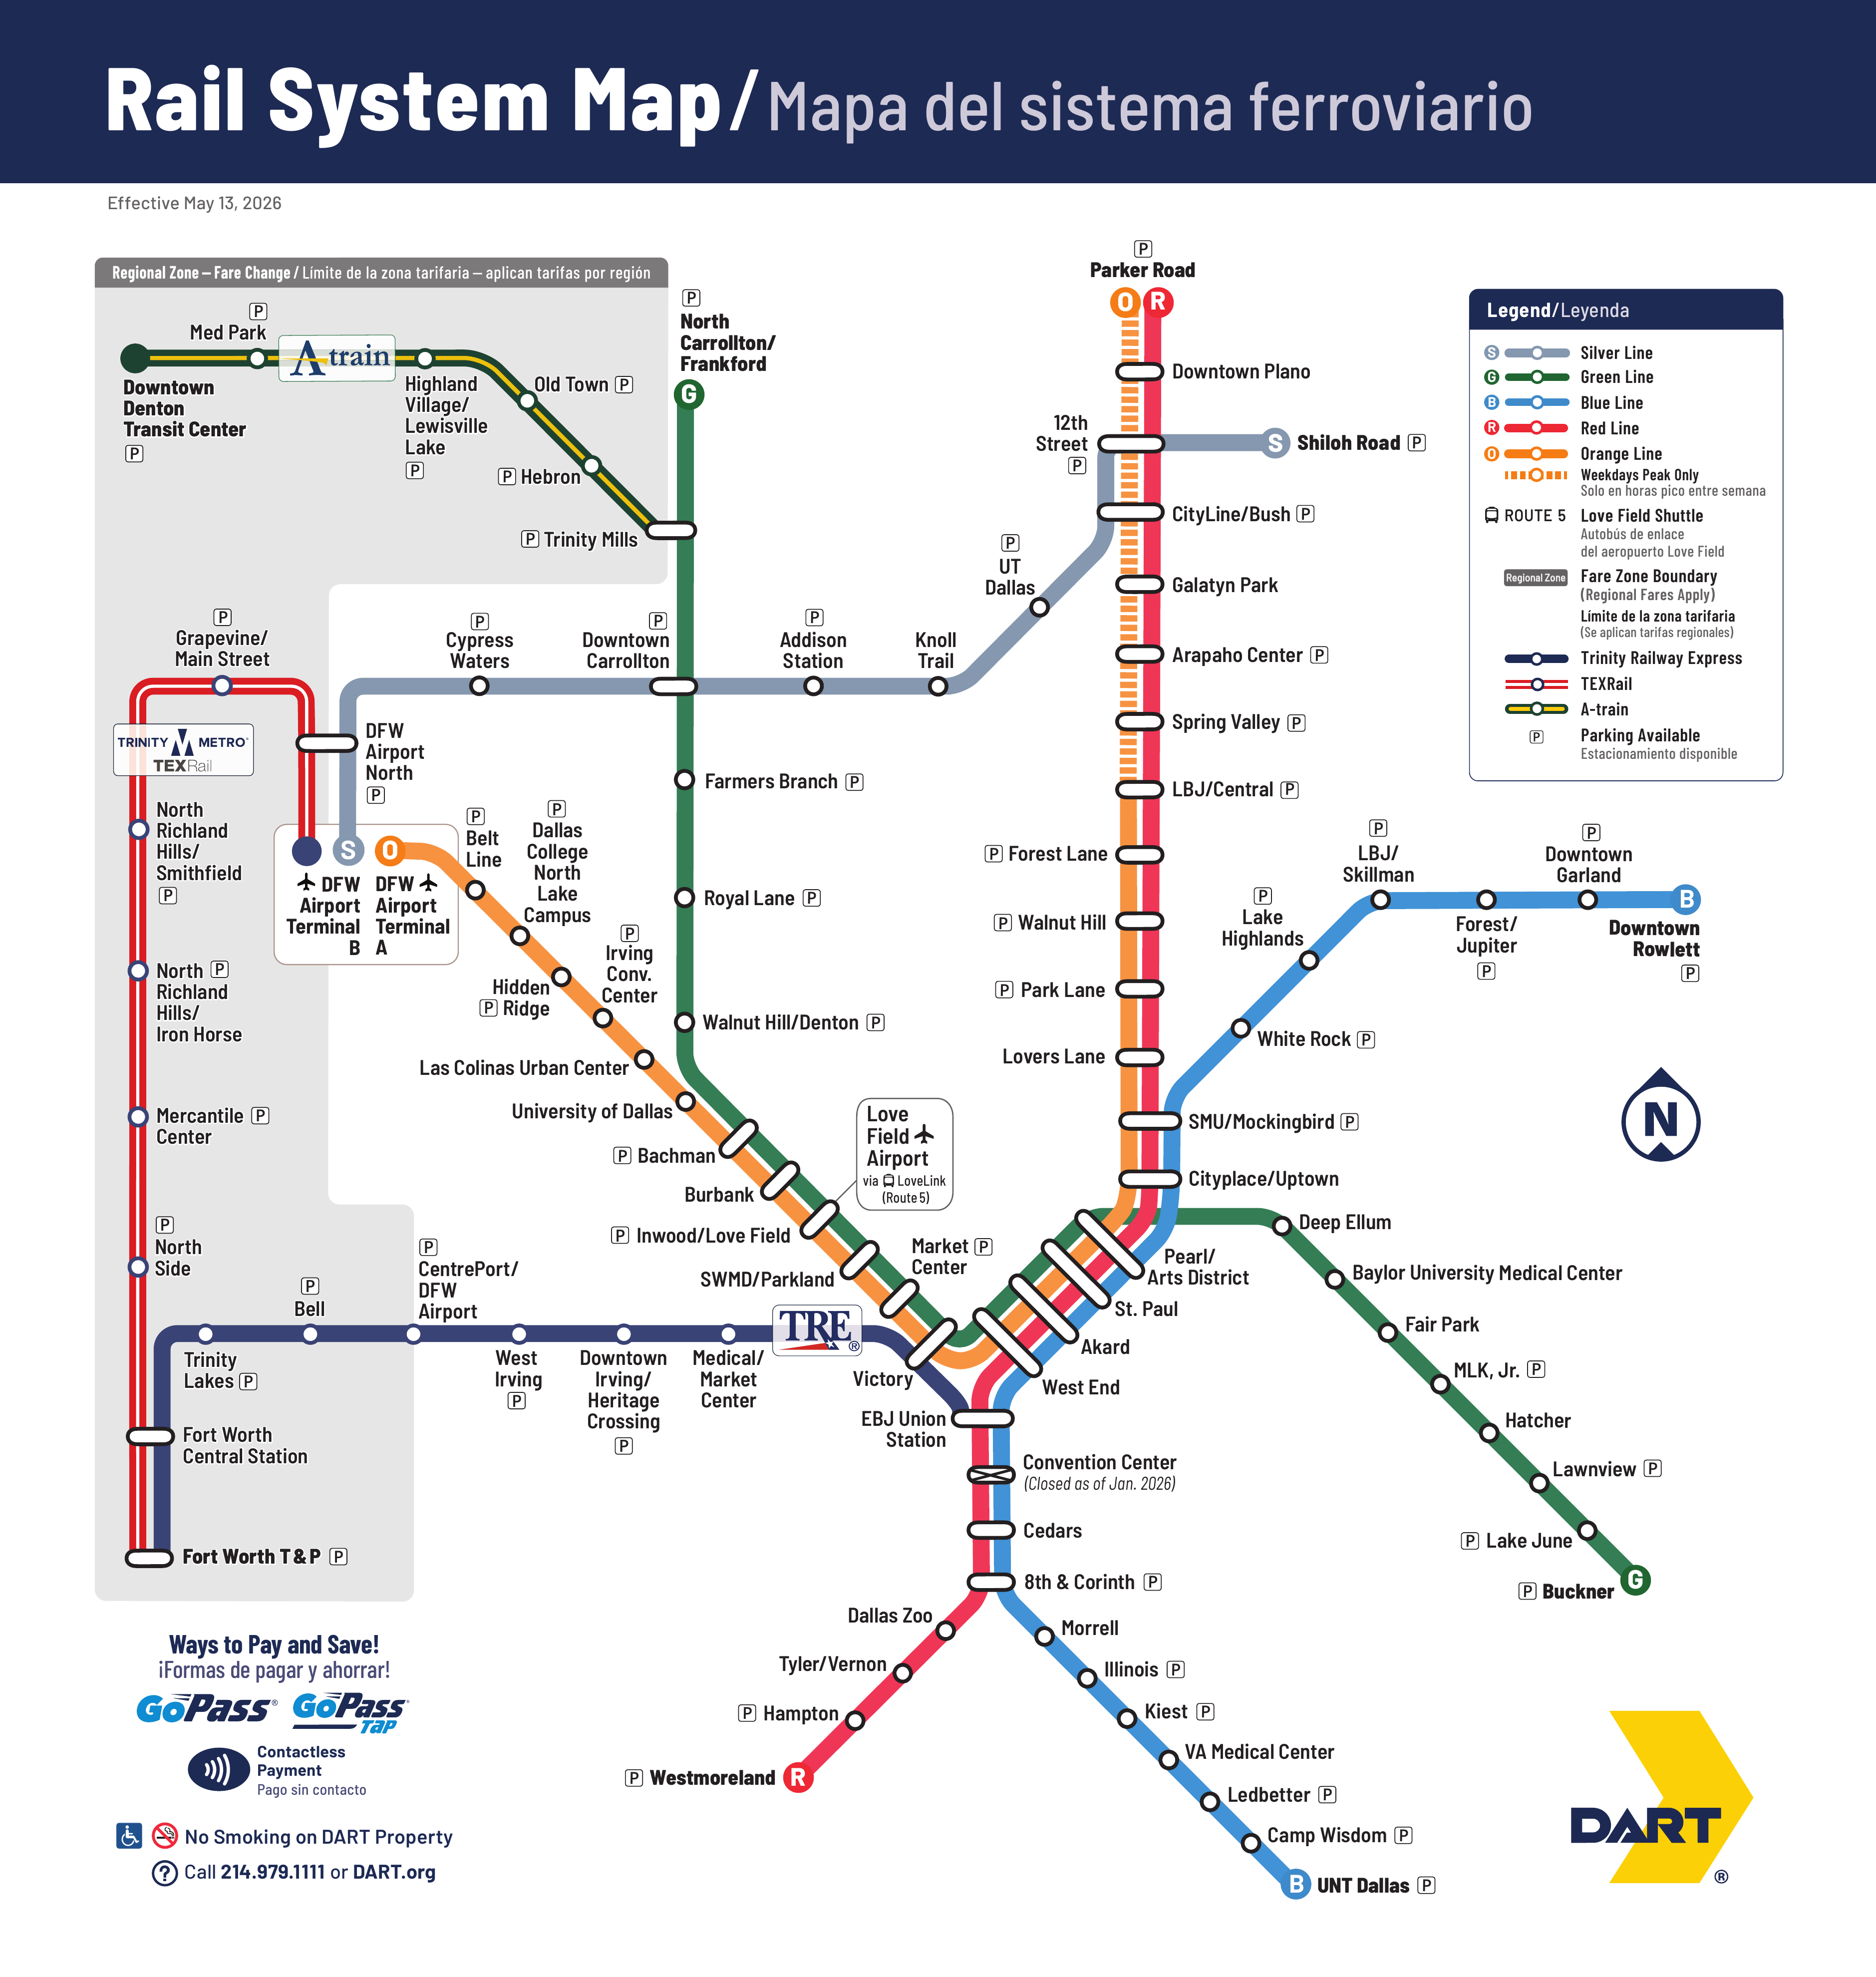 Rail System Map/Mapa del sistema ferroviario
Effective May 13, 2026
Regional Zone – Fare Change / Límite de la zona tarifaria – aplican tarifas por región
P
Med Park
Atrain
Downtown
Denton
Transit Center
P
Highland
Village/
Lewisville
Lake
P
Old Town P
P Hebron
P Trinity Mills
P
North
Carrollton/
Frankford
G
P
Parker Road
O R
Downtown Plano
12th
Street
P
S Shiloh Road P
CityLine/Bush P
P
UT
Dallas
Galatyn Park
Arapaho Center P
Spring Valley P
LBJ/Central P
P Forest Lane
P Walnut Hill
P Park Lane
Lovers Lane
SMU/Mockingbird P
Cityplace/Uptown
Legend/Leyenda
S Silver Line
G Green Line
B Blue Line
R Red Line
O Orange Line
Weekdays Peak Only
Solo en horas pico entre semana
ROUTE 5 Love Field Shuttle
Autobús de enlace
del aeropuerto Love Field
Regional Zone Fare Zone Boundary
(Regional Fares Apply)
Límite de la zona tarifaria
(Se aplican tarifas regionales)
Trinity Railway Express
TEXRail
A-train
P Parking Available
Estacionamiento disponible
P
Grapevine/
Main Street
P
Cypress
Waters
P
Downtown
Carrollton
P
Addison
Station
Knoll
Trail
TRINITY METRO
TEXRail
DFW
Airport
North
P
S O
DFW
Airport
Terminal
B
DFW
Airport
Terminal
A
P
Belt
Line
P
Dallas
College
North
Lake
Campus
Hidden
P Ridge
P
Irving
Conv.
Center
Las Colinas Urban Center
University of Dallas
Farmers Branch P
Royal Lane P
Walnut Hill/Denton P
P Bachman
Burbank
P Inwood/Love Field
SWMD/Parkland
Love
Field
Airport
via LoveLink
(Route 5)
Market P
Center
Victory
North
Richland
Hills/
Smithfield
P
North P
Richland
Hills/
Iron Horse
Mercantile P
Center
P
North
Side
Trinity
Lakes P
P
Bell
P
CentrePort/
DFW
Airport
West
Irving
P
Downtown
Irving/
Heritage
Crossing
P
Medical/
Market
Center
TRE®
Fort Worth
Central Station
Fort Worth T&P P
P
LBJ/
Skillman
P
Lake
Highlands
White Rock P
Forest/
Jupiter
P
P
Downtown
Garland
B
Downtown
Rowlett
P
N
Pearl/
Arts District
St. Paul
Akard
West End
EBJ Union
Station
Convention Center
(Closed as of Jan. 2026)
Cedars
8th & Corinth P
Deep Ellum
Baylor University Medical Center
Fair Park
MLK, Jr. P
Hatcher
Lawnview P
P Lake June
P Buckner G
Dallas Zoo
Tyler/Vernon
P Hampton
P Westmoreland R
Morrell
Illinois P
Kiest P
VA Medical Center
Ledbetter P
Camp Wisdom P
B UNT Dallas P
Ways to Pay and Save!
¡Formas de pagar y ahorrar!
GoPass® GoPass TAP
Contactless
Payment
Pago sin contacto
No Smoking on DART Property
? Call 214.979.1111 or DART.org
DART®